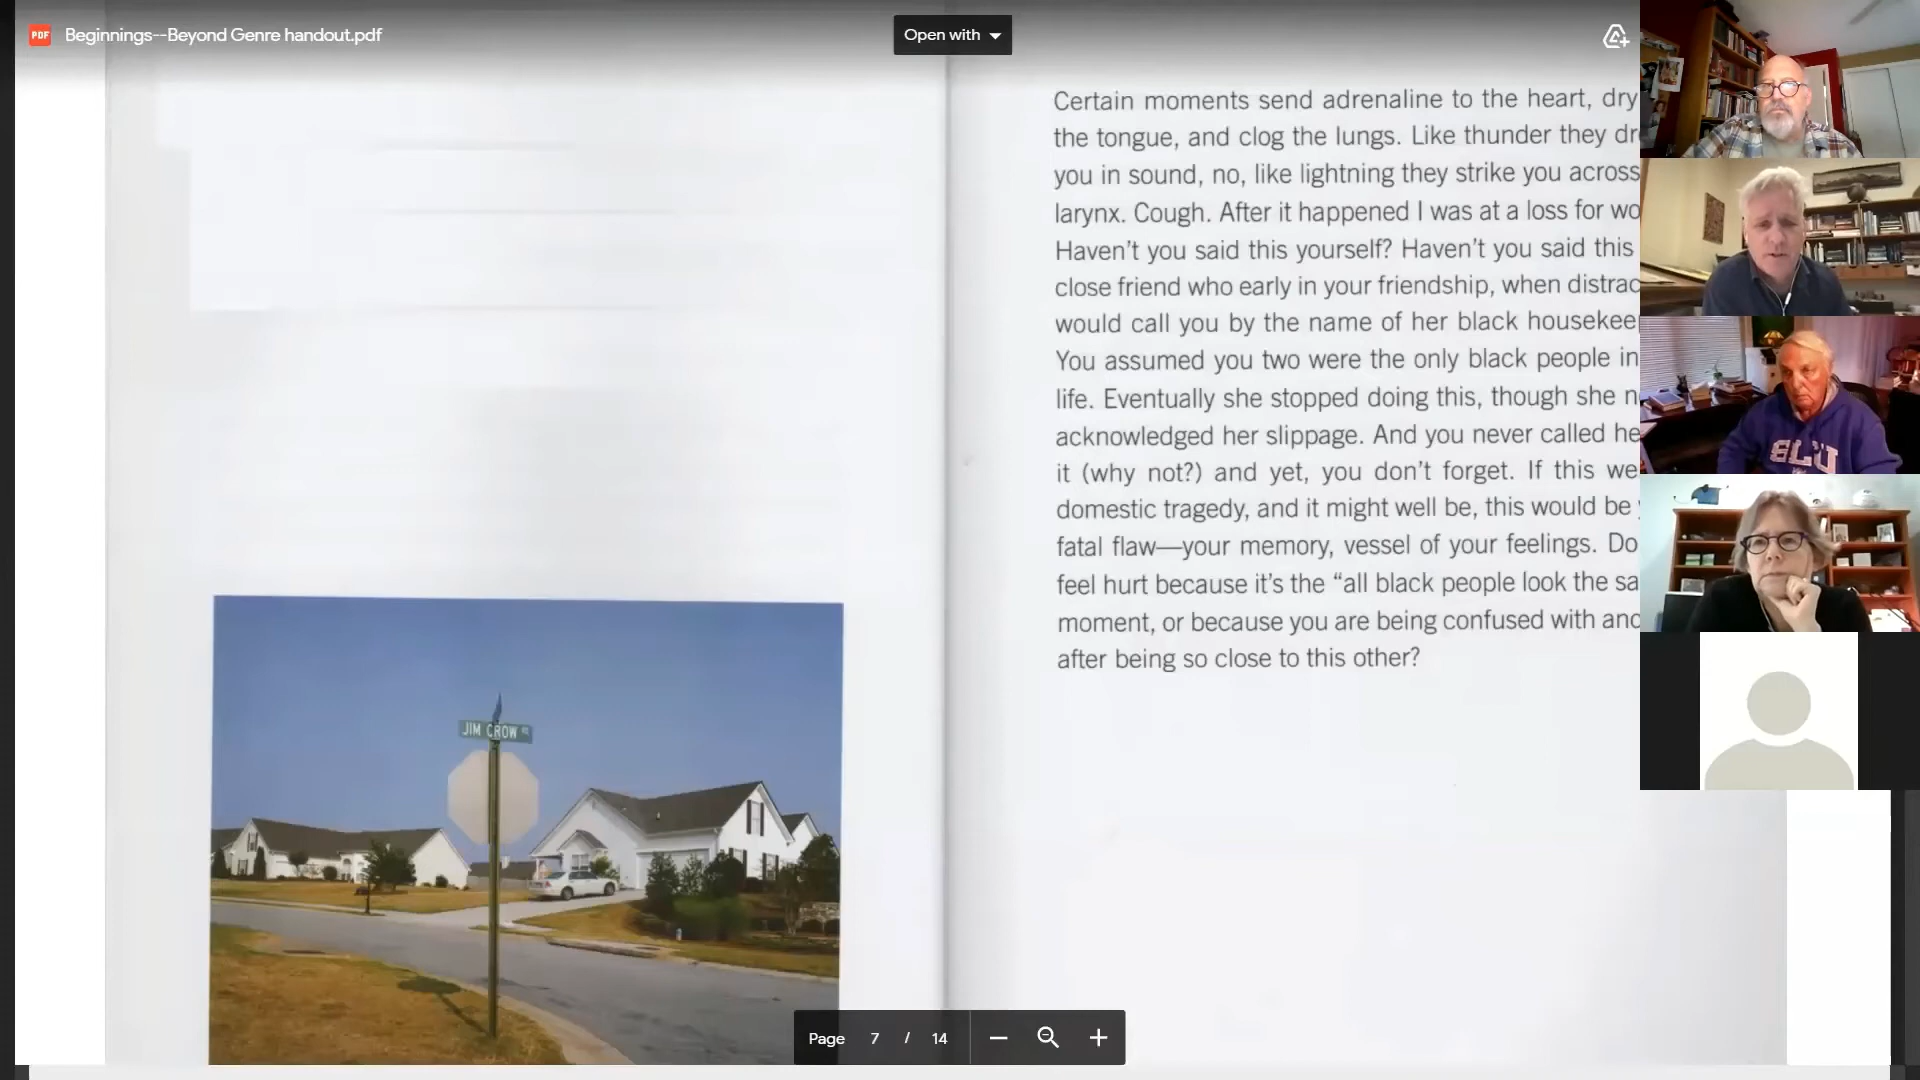 PDF Beginnings--Beyond Genre handout.pdf
Open with
Certain moments send adrenaline to the heart, dry
the tongue, and clog the lungs. Like thunder they dr
you in sound, no, like lightning they strike you across
larynx. Cough. After it happened I was at a loss for wo
Haven't you said this yourself? Haven't you said this
close friend who early in your friendship, when distrac
would call you by the name of her black housekee
You assumed you two were the only black people in
life. Eventually she stopped doing this, though she n
acknowledged her slippage. And you never called he
it (why not?) and yet, you don't forget. If this we
domestic tragedy, and it might well be, this would be
fatal flaw—your memory, vessel of your feelings. Do
feel hurt because it's the “all black people look the sa
moment, or because you are being confused with ano
after being so close to this other?
JIM CROW RD
SLU
Page 7 / 14